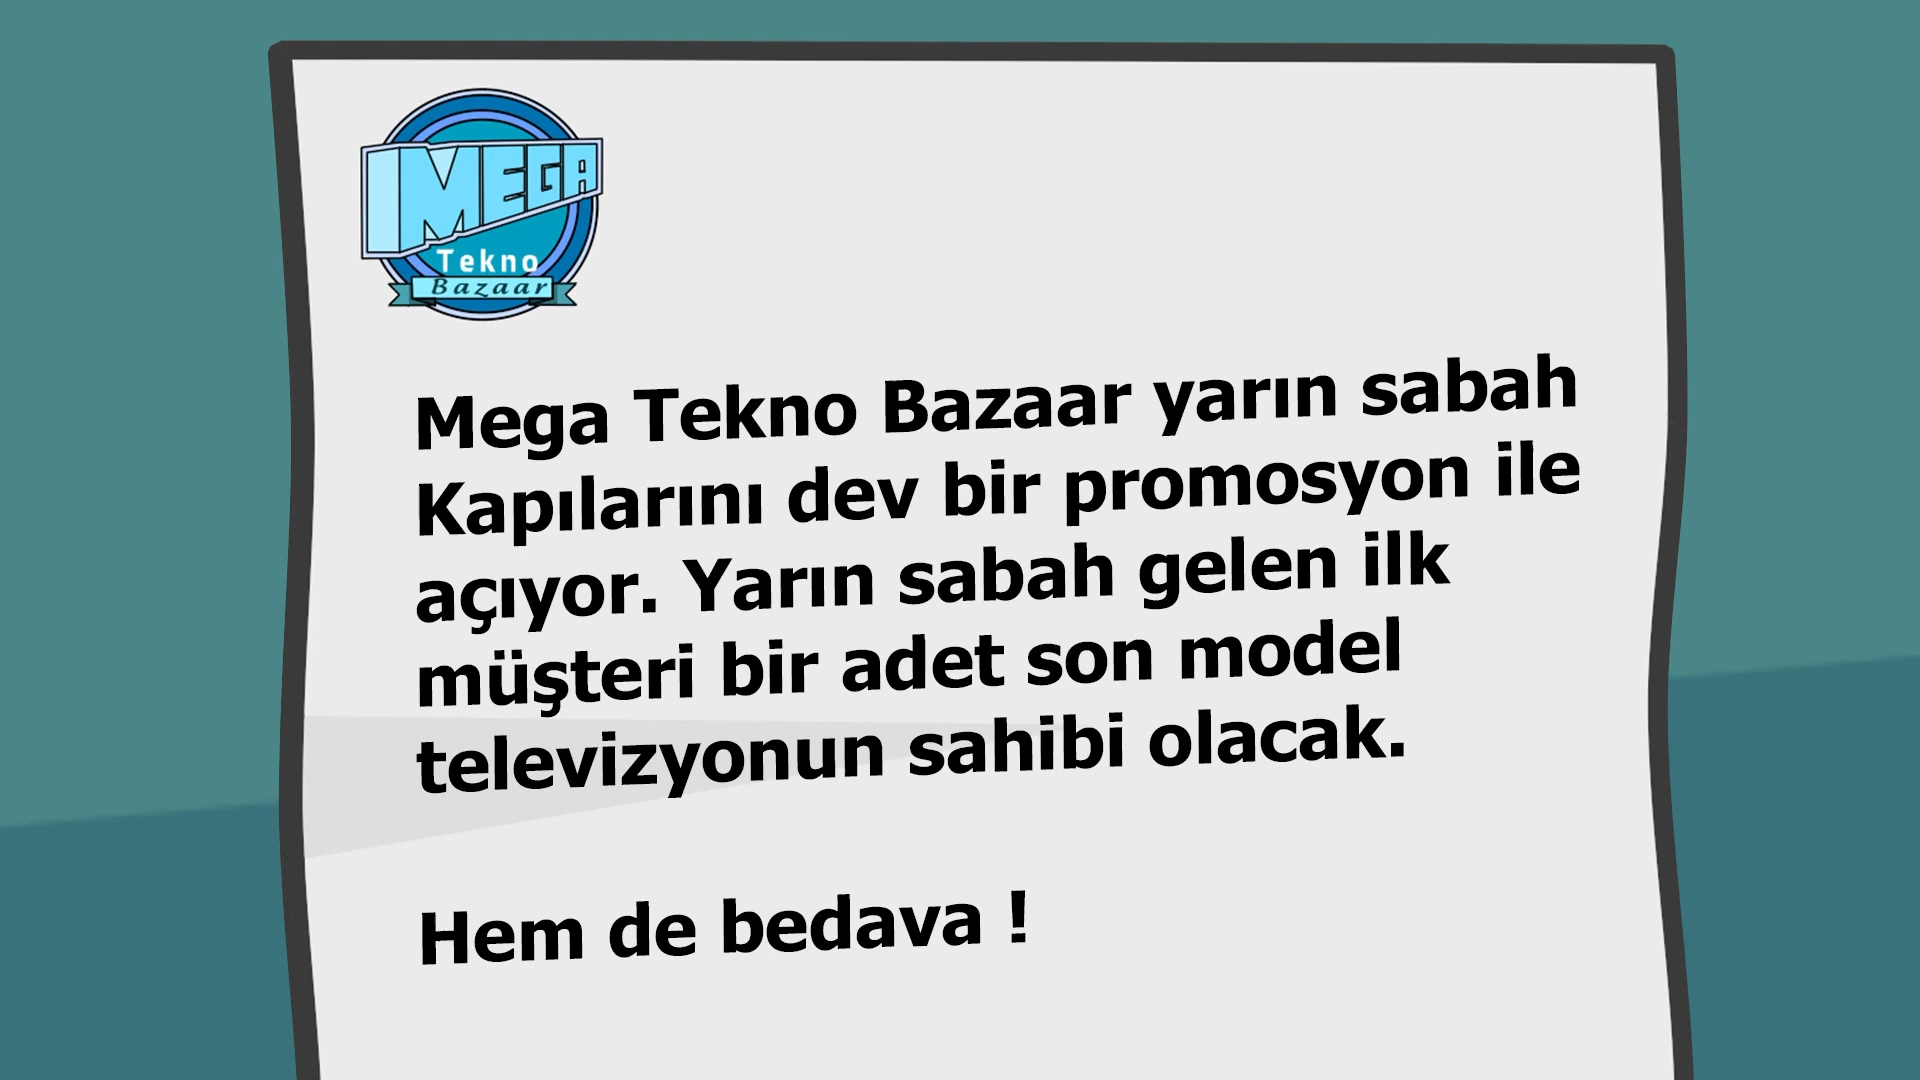 MEGA
Tekno
Bazaar
Mega Tekno Bazaar yarın sabah
Kapılarını dev bir promosyon ile
açıyor. Yarın sabah gelen ilk
müşteri bir adet son model
televizyonun sahibi olacak.
Hem de bedava !